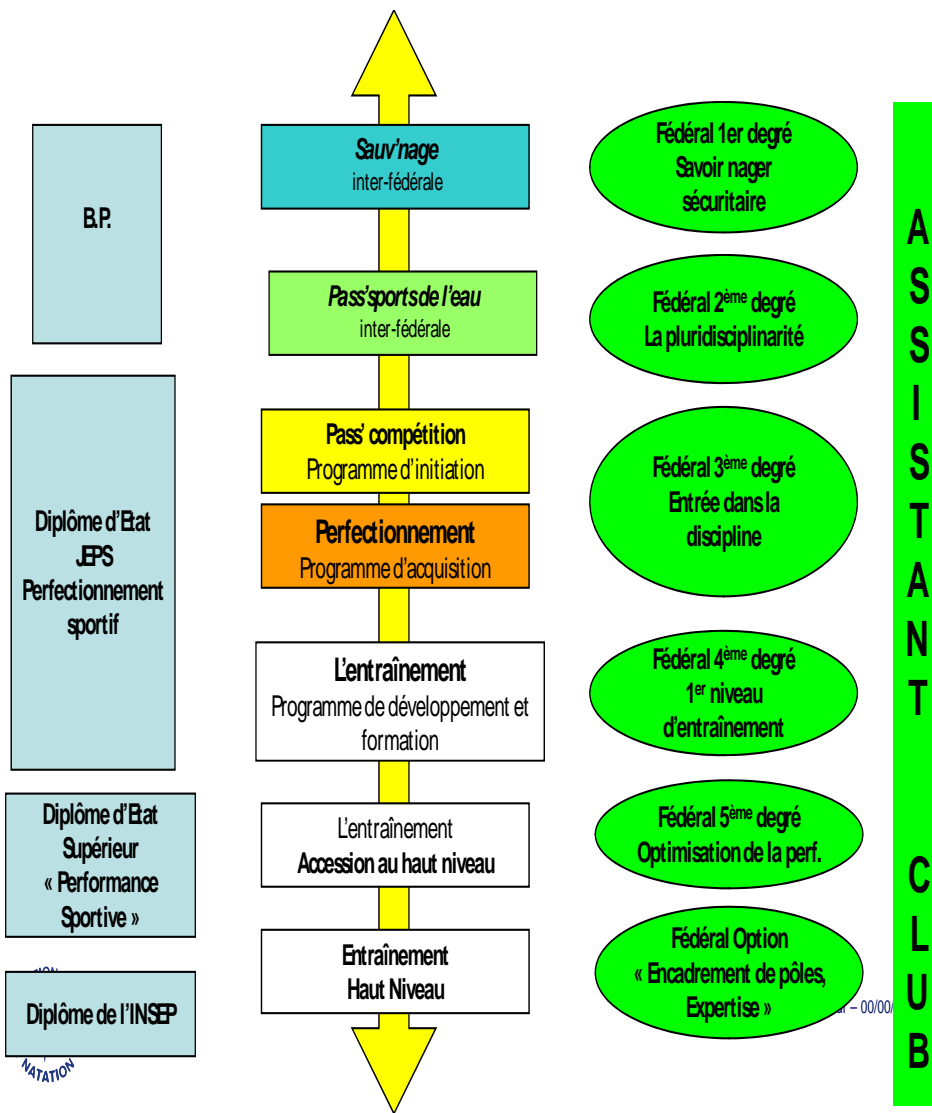 B.P.
Diplôme d'Etat
JEPS
Perfectionnement
sportif
Diplôme d'Etat
Supérieur
« Performance
Sportive »
Diplôme de l'INSEP
NATATION
Sauv'nage
inter-fédérale
Pass'sports de l'eau
inter-fédérale
Pass' compétition
Programme d'initiation
Perfectionnement
Programme d'acquisition
L'entraînement
Programme de développement et
formation
L'entraînement
Accession au haut niveau
Entraînement
Haut Niveau
Fédéral 1er degré
Savoir nager
sécuritaire
Fédéral 2ème degré
La pluridisciplinarité
Fédéral 3ème degré
Entrée dans la
discipline
Fédéral 4ème degré
1er niveau
d'entraînement
Fédéral 5ème degré
Optimisation de la perf.
Fédéral Option
« Encadrement de pôles,
Expertise »
– 00/00/
ASSISTANT CLUB